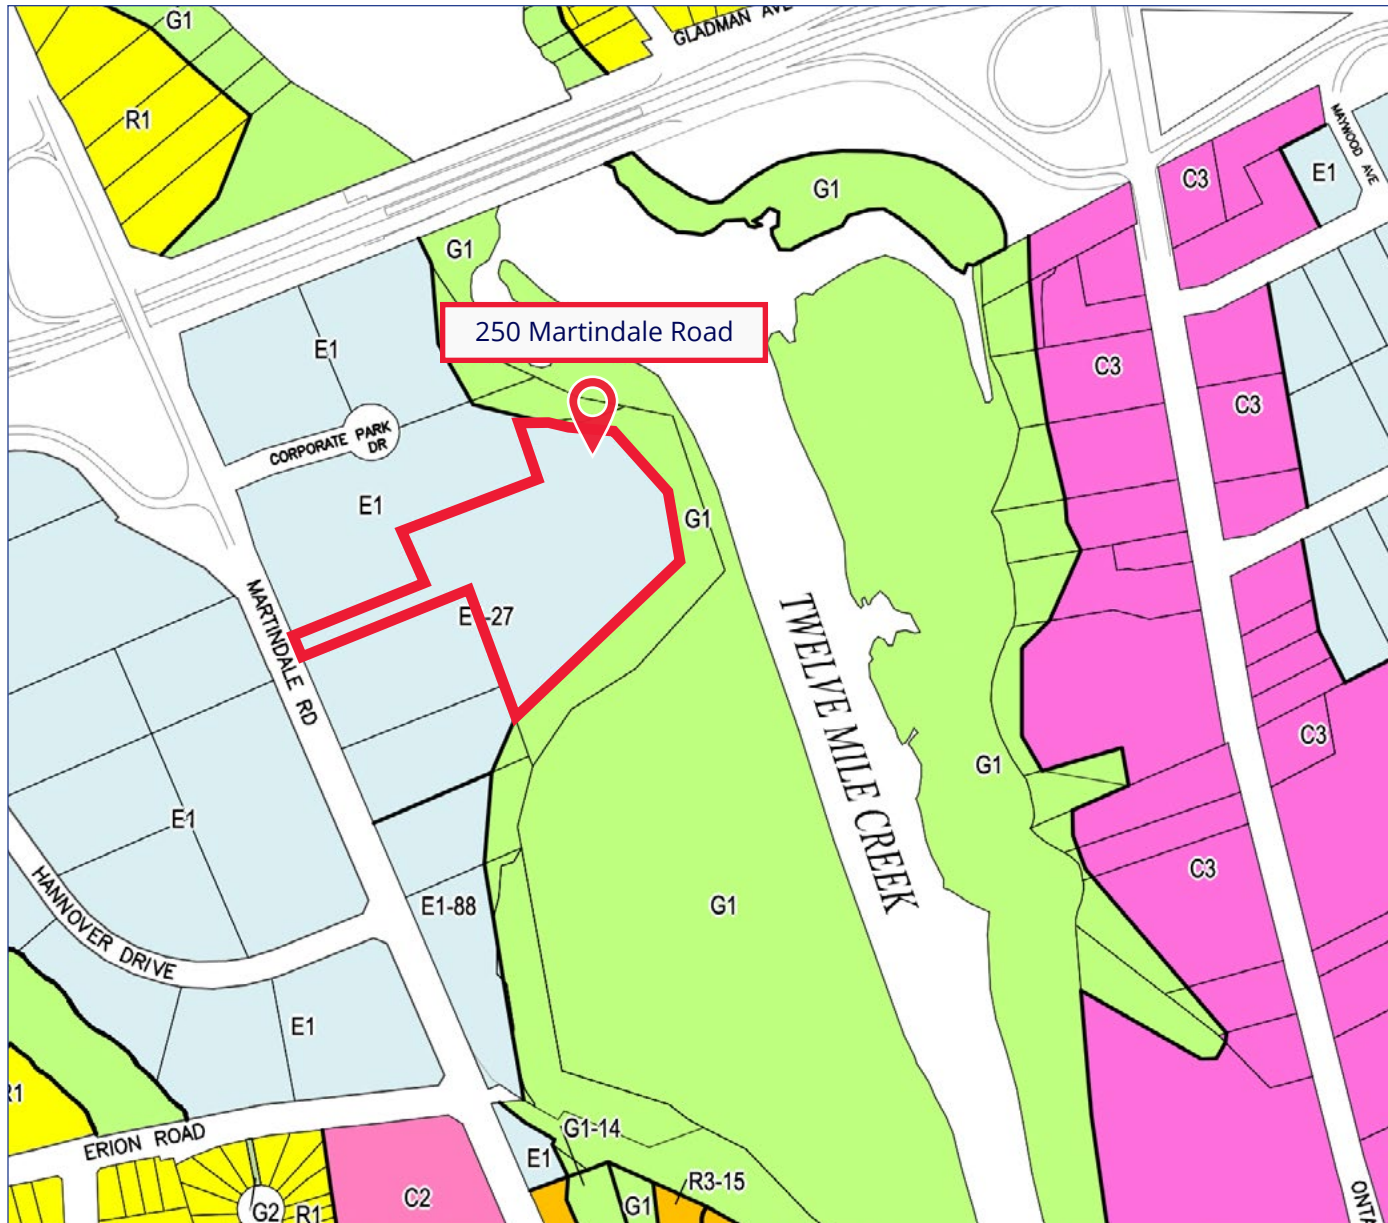 G1
GLADMAN AVE
R1
MAYWOOD AVE
C3
E1
G1
G1
250 Martindale Road
E1
C3
C3
CORPORATE PARK
DR
E1
G1
MARTINDALE RD
E1-27
TWELVE MILE CREEK
G1
C3
E1
C3
HANNOVER DRIVE
E1-88
G1
E1
R1
ERION ROAD
G1-14
E1
R3-15
C2
G1
G2
R1